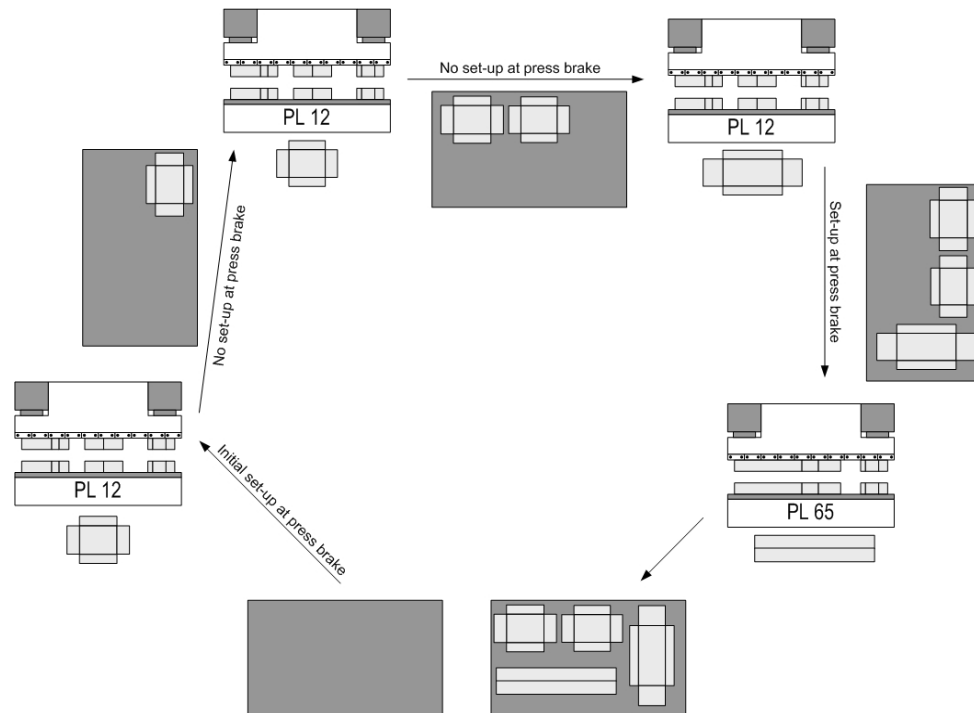 PL 12
No set-up at press brake
PL 12
No set-up at press brake
Set-up at press brake
PL 12
Initial set-up at press brake
PL 65